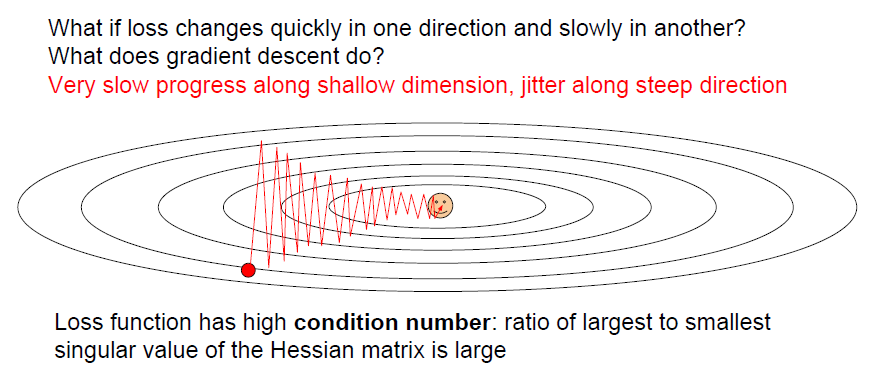 What if loss changes quickly in one direction and slowly in another?
What does gradient descent do?
Very slow progress along shallow dimension, jitter along steep direction
Loss function has high condition number: ratio of largest to smallest
singular value of the Hessian matrix is large